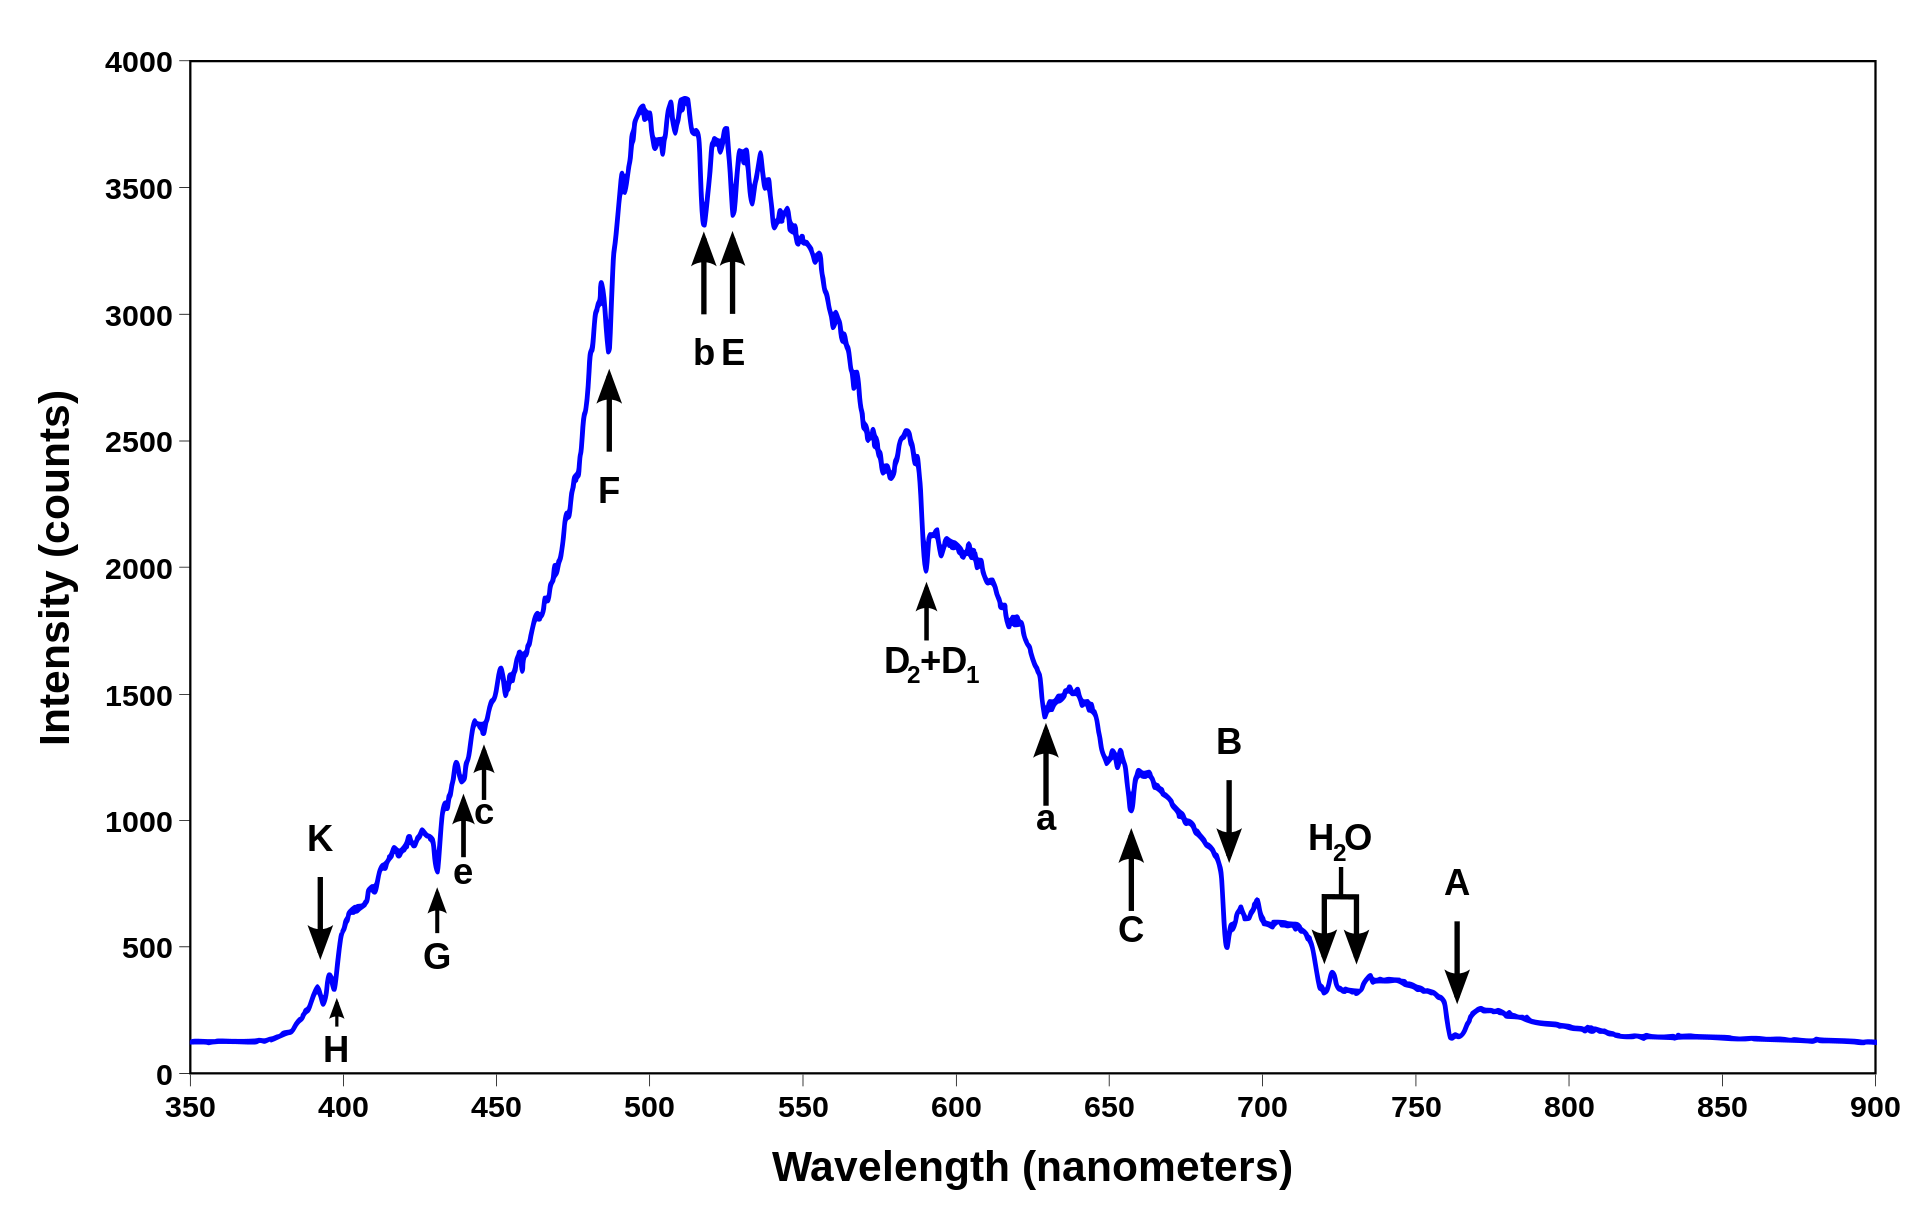 4000
3500
3000
2500
2000
1500
1000
500
0
350 400 450 500 550 600 650 700 750 800 850 900
Intensity (counts)
Wavelength (nanometers)
K
H
G
e
c
F
b E
D₂+D₁
a
C
B
H₂O
A